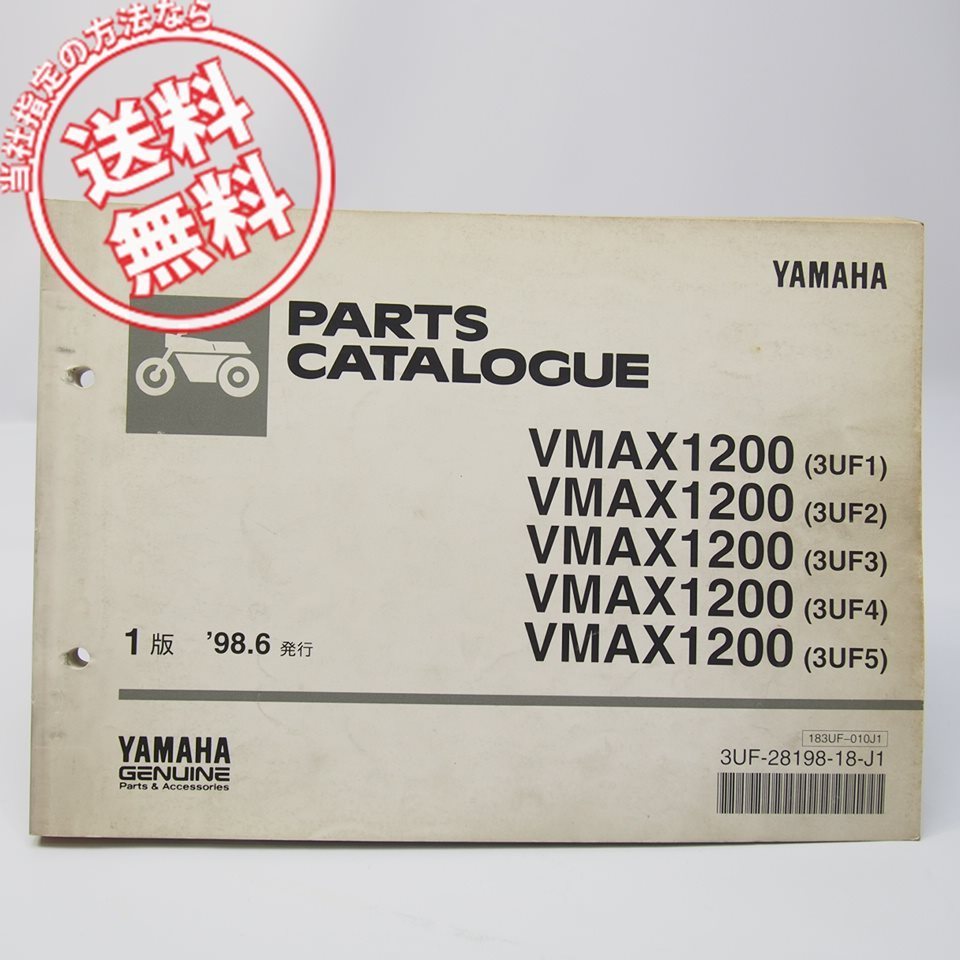 当社指定の方法なら
送料
無料
YAMAHA
PARTS
CATALOGUE
VMAX1200 (3UF1)
VMAX1200 (3UF2)
VMAX1200 (3UF3)
VMAX1200 (3UF4)
VMAX1200 (3UF5)
1版 '98.6 発行
183UF-010J1
3UF-28198-18-J1
YAMAHA
GENUINE
Parts & Accessories